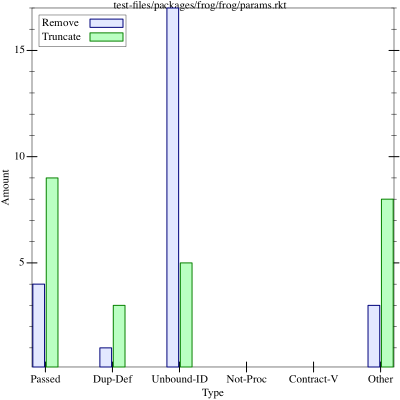 test-files/packages/frog/frog/params.rkt
Remove
Truncate
15
10
5
Amount
Passed Dup-Def Unbound-ID Not-Proc Contract-V Other
Type